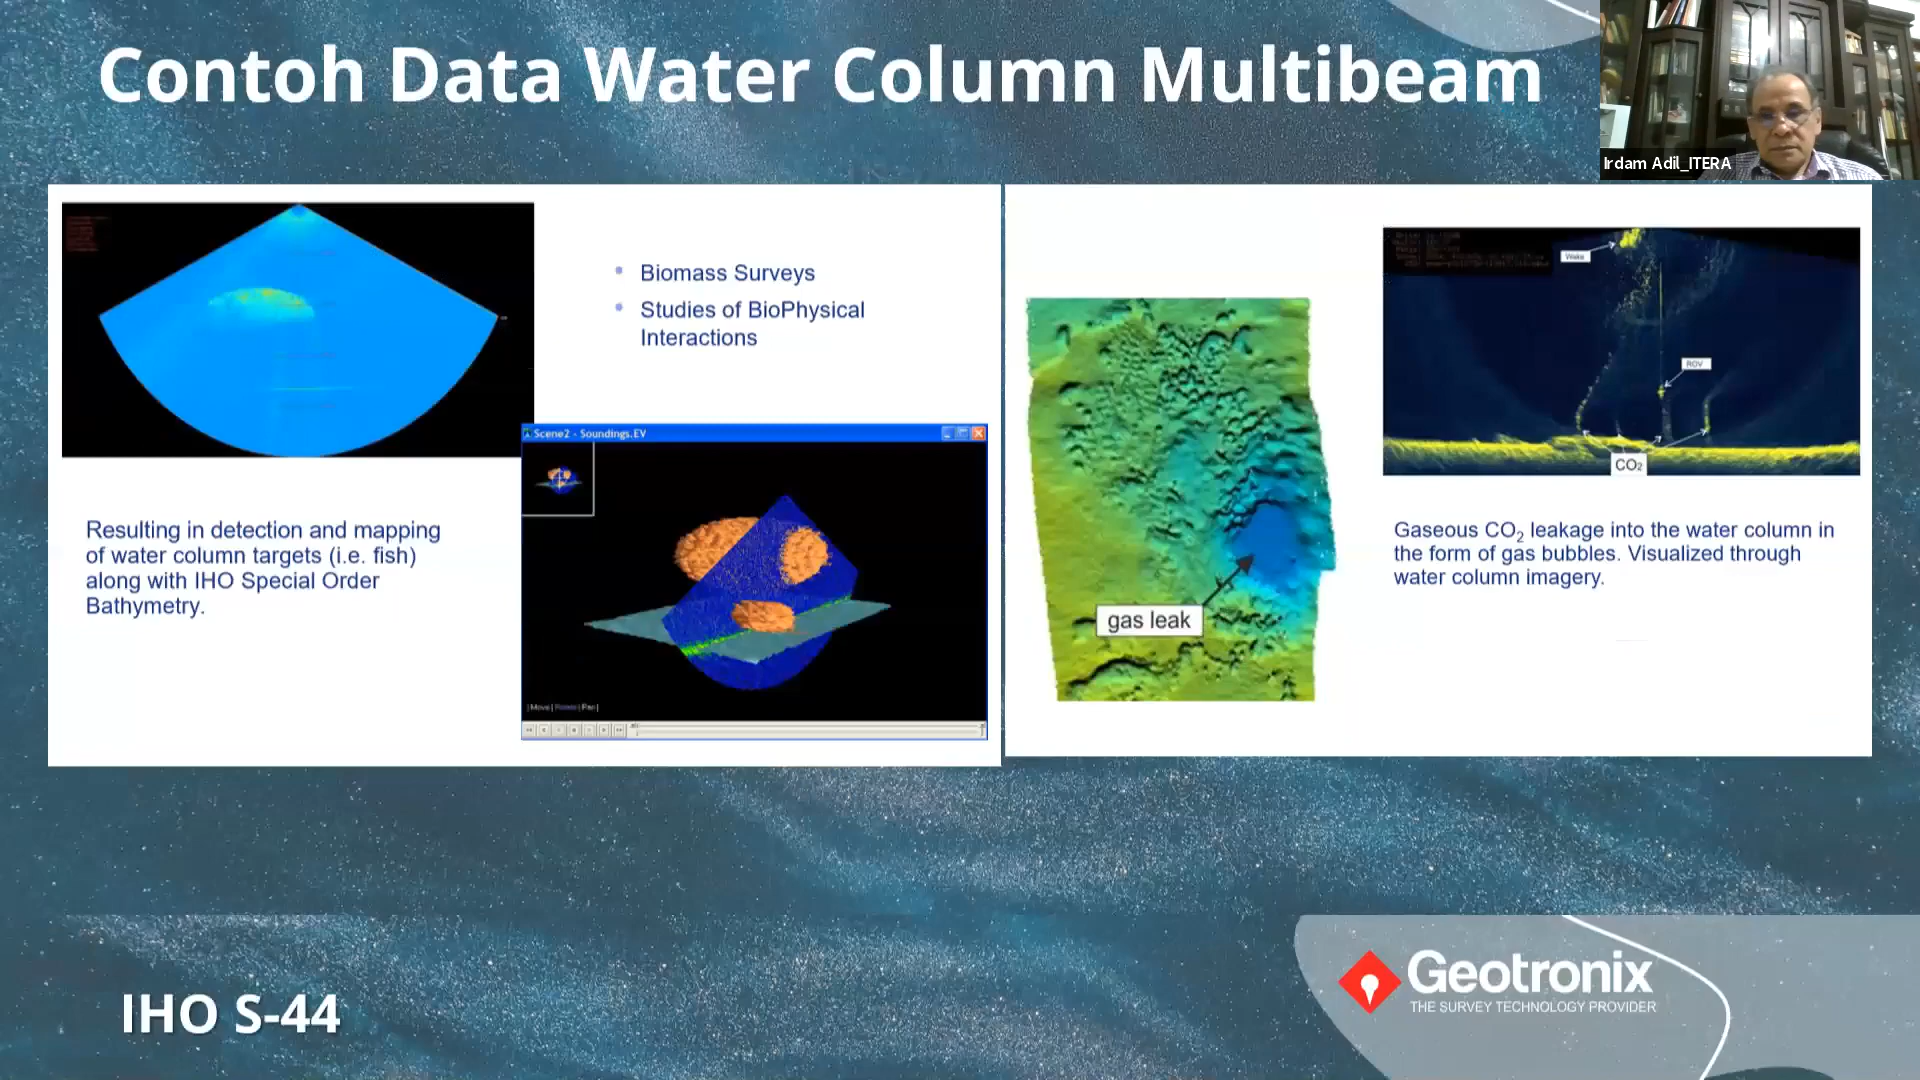 Contoh Data Water Column Multibeam
Irdam Adil_ITERA
Biomass Surveys
Studies of BioPhysical
Interactions
Resulting in detection and mapping
of water column targets (i.e. fish)
along with IHO Special Order
Bathymetry.
Scene2 - Soundings.EV
|Move| Rotate |Pan|
gas leak
Wake
ROV
CO₂
Gaseous CO₂ leakage into the water column in
the form of gas bubbles. Visualized through
water column imagery.
IHO S-44
Geotronix
THE SURVEY TECHNOLOGY PROVIDER